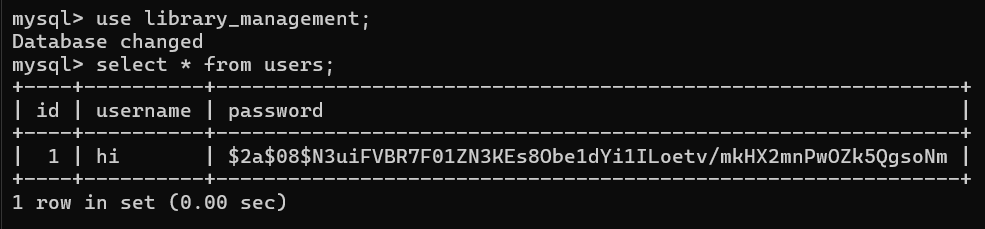 mysql> use library_management;
Database changed
mysql> select * from users;
+----+----------+--------------------------------------------------------------+
| id | username | password                                                     |
+----+----------+--------------------------------------------------------------+
|  1 | hi       | $2a$08$N3uiFVBR7F01ZN3KEs8Obe1dYi1ILoetv/mkHX2mnPwOZk5QgsoNm |
+----+----------+--------------------------------------------------------------+
1 row in set (0.00 sec)